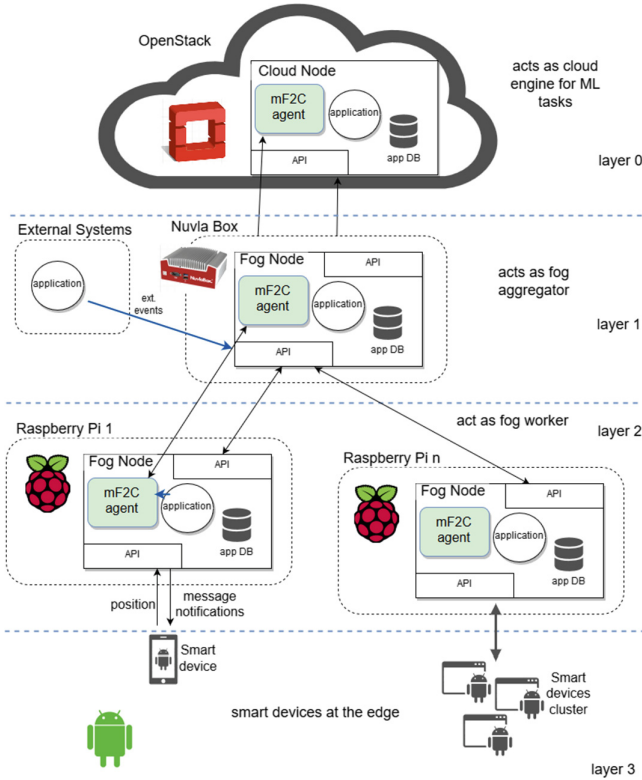 OpenStack
Cloud Node
mF2C
agent
application
app DB
API
acts as cloud
engine for ML
tasks
layer 0
External Systems
application
ext.
events
Nuvla Box
Fog Node
API
mF2C
agent
application
app DB
API
acts as fog
aggregator
layer 1
act as fog worker
layer 2
Raspberry Pi 1
Fog Node
API
mF2C
agent
application
app DB
API
Raspberry Pi n
Fog Node
API
mF2C
agent
application
app DB
API
position
message
notifications
Smart
device
Smart
devices
cluster
smart devices at the edge
layer 3